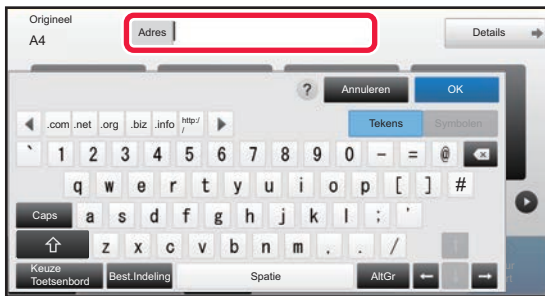 Origineel
A4
Adres
Details
? Annuleren OK
.com .net .org .biz .info http:/
/
Tekens Symbolen
` 1 2 3 4 5 6 7 8 9 0 - = @
q w e r t y u i o p [ ] #
Caps a s d f g h j k l ; '
z x c v b n m . . /
Keuze
Toetsenbord
Best.Indeling Spatie AltGr